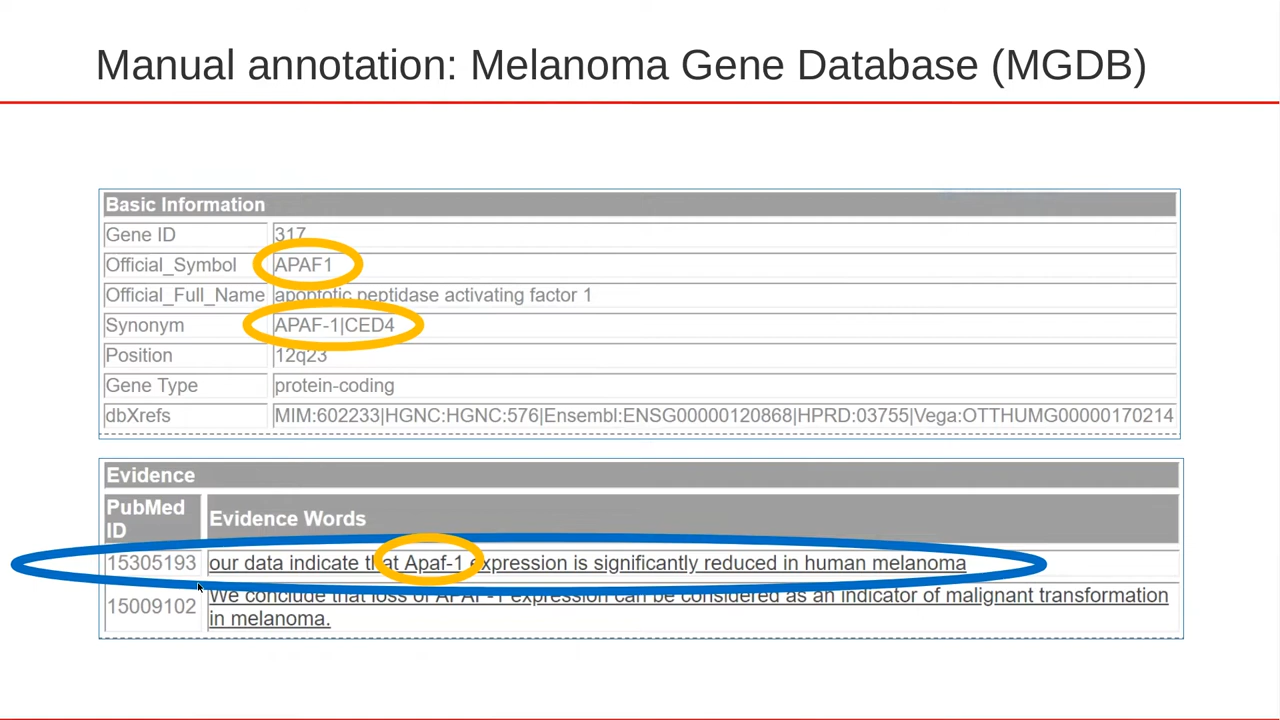 Manual annotation: Melanoma Gene Database (MGDB)
Basic Information
Gene ID 317
Official_Symbol APAF1
Official_Full_Name apoptotic peptidase activating factor 1
Synonym APAF-1|CED4
Position 12q23
Gene Type protein-coding
dbXrefs MIM:602233|HGNC:HGNC:576|Ensembl:ENSG00000120868|HPRD:03755|Vega:OTTHUMG00000170214
Evidence
PubMed ID Evidence Words
15305193 our data indicate that Apaf-1 expression is significantly reduced in human melanoma
15009102 We conclude that loss of APAF-1 expression can be considered as an indicator of malignant transformation
in melanoma.